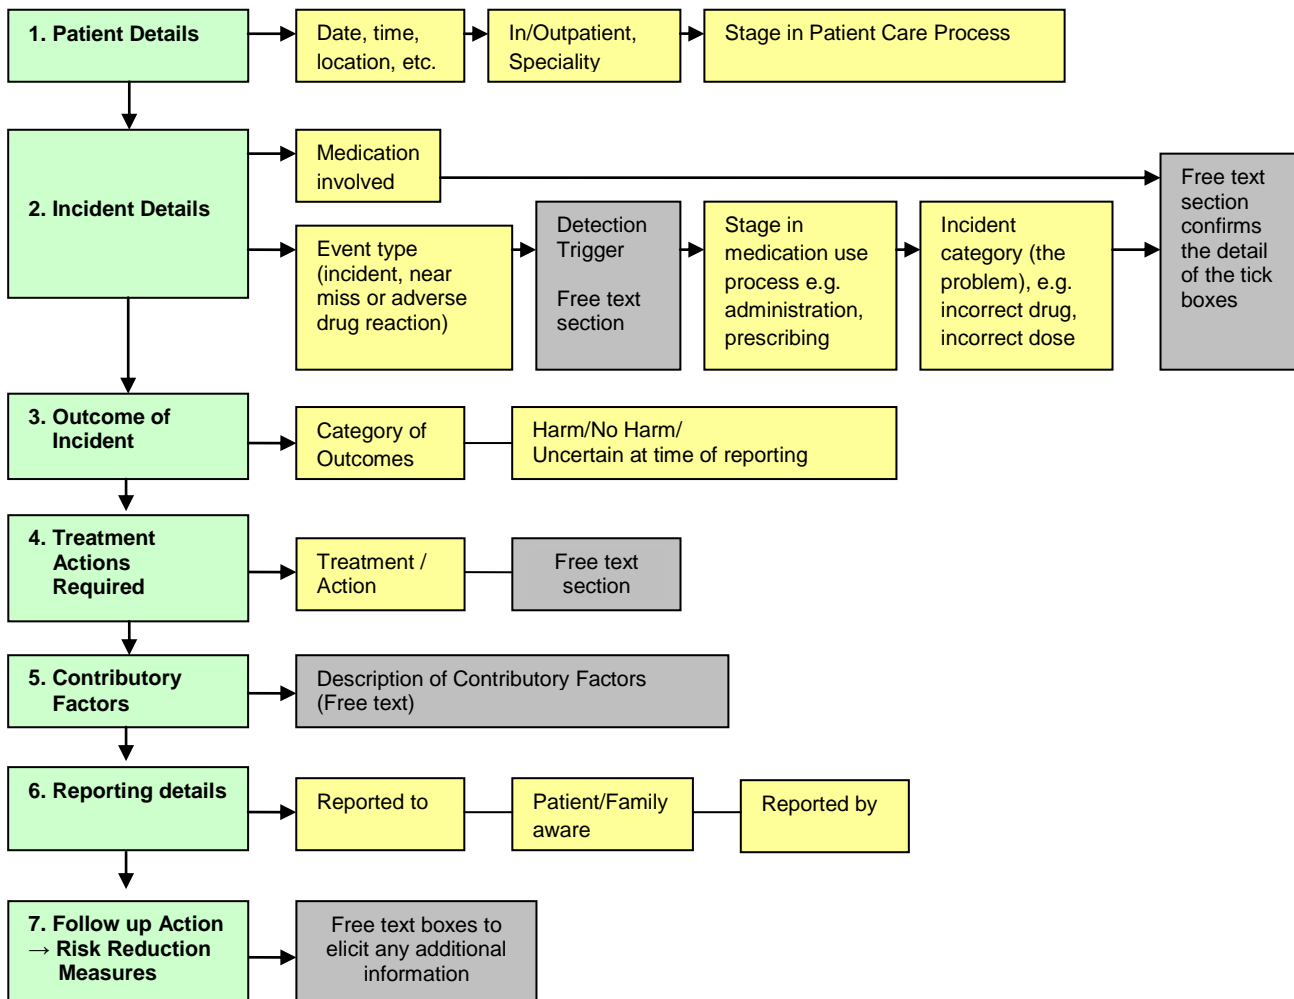 1. Patient Details
Date, time,
location, etc.
In/Outpatient,
Speciality
Stage in Patient Care Process
2. Incident Details
Medication
involved
Event type
(incident, near
miss or adverse
drug reaction)
Detection
Trigger
Free text
section
Stage in
medication use
process e.g.
administration,
prescribing
Incident
category (the
problem), e.g.
incorrect drug,
incorrect dose
Free text
section
confirms
the detail
of the tick
boxes
3. Outcome of
Incident
Category of
Outcomes
Harm/No Harm/
Uncertain at time of reporting
4. Treatment
Actions
Required
Treatment /
Action
Free text
section
5. Contributory
Factors
Description of Contributory Factors
(Free text)
6. Reporting details
Reported to
Patient/Family
aware
Reported by
7. Follow up Action
→ Risk Reduction
Measures
Free text boxes to
elicit any additional
information